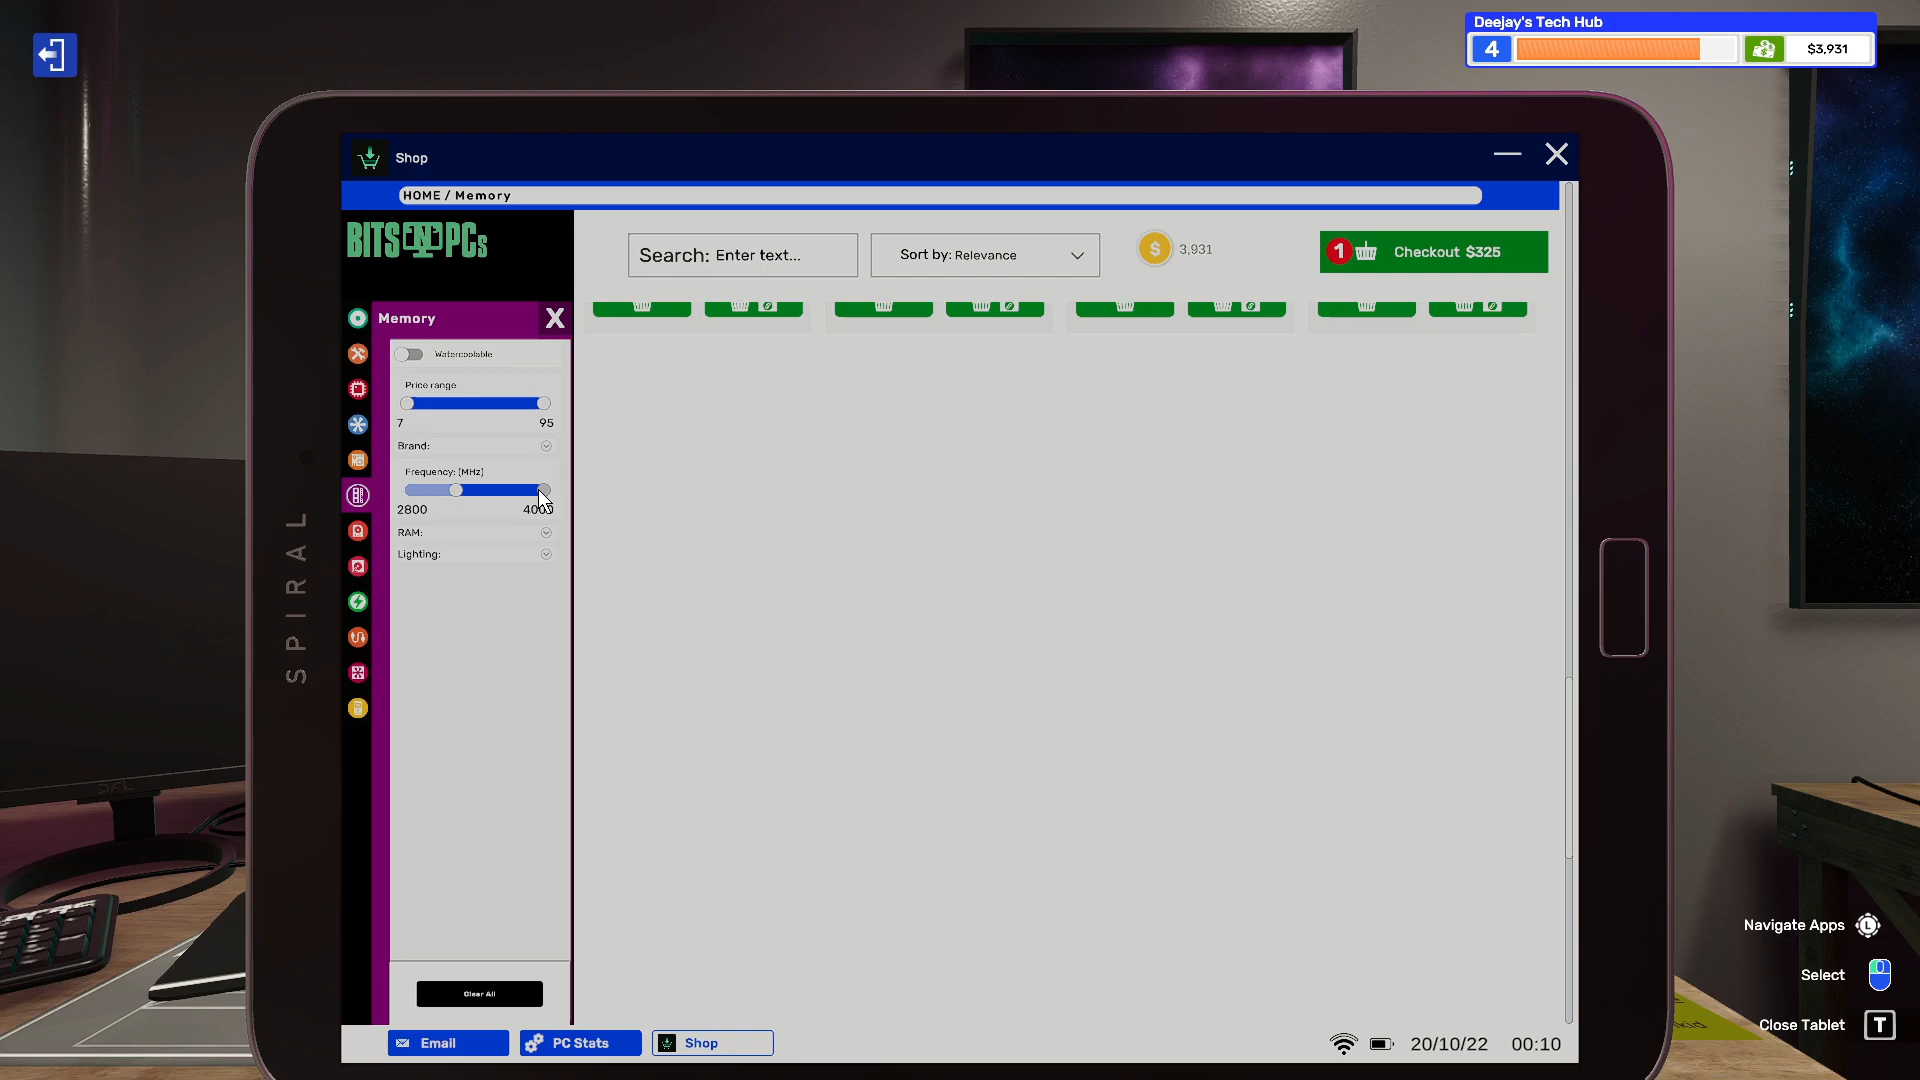 Deejay's Tech Hub
4
$3,931
Shop
HOME / Memory
BITS N PCs
Search: Enter text...
Sort by: Relevance
$ 3,931
1 Checkout $325
Memory X
Watercoolable
Price range
7 95
Brand:
Frequency: (MHz)
2800
RAM:
Lighting:
Clear All
SPIRAL
Email
PC Stats
Shop
20/10/22 00:10
Navigate Apps L
Select
Close Tablet T